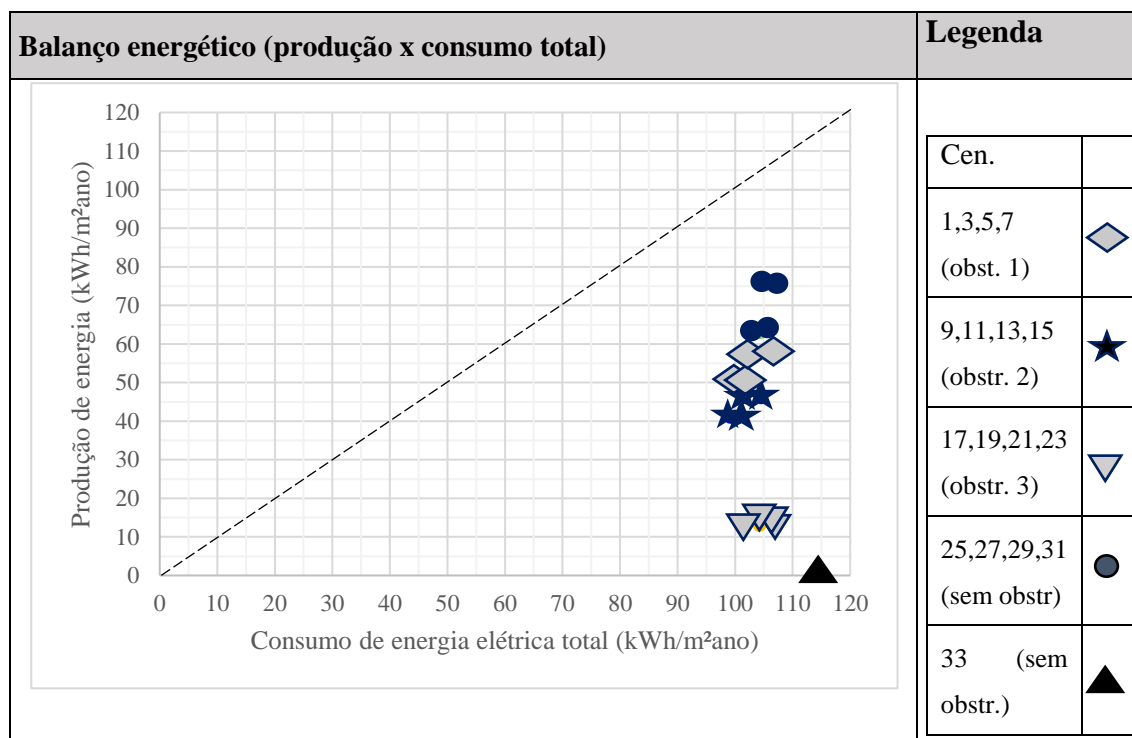 Balanço energético (produção x consumo total)
Legenda
Produção de energia (kWh/m²ano)
120
110
100
90
80
70
60
50
40
30
20
10
0
0 10 20 30 40 50 60 70 80 90 100 110 120
Consumo de energia elétrica total (kWh/m²ano)
Cen.
1,3,5,7
(obst. 1)
9,11,13,15
(obstr. 2)
17,19,21,23
(obstr. 3)
25,27,29,31
(sem obstr)
33 (sem
obstr.)